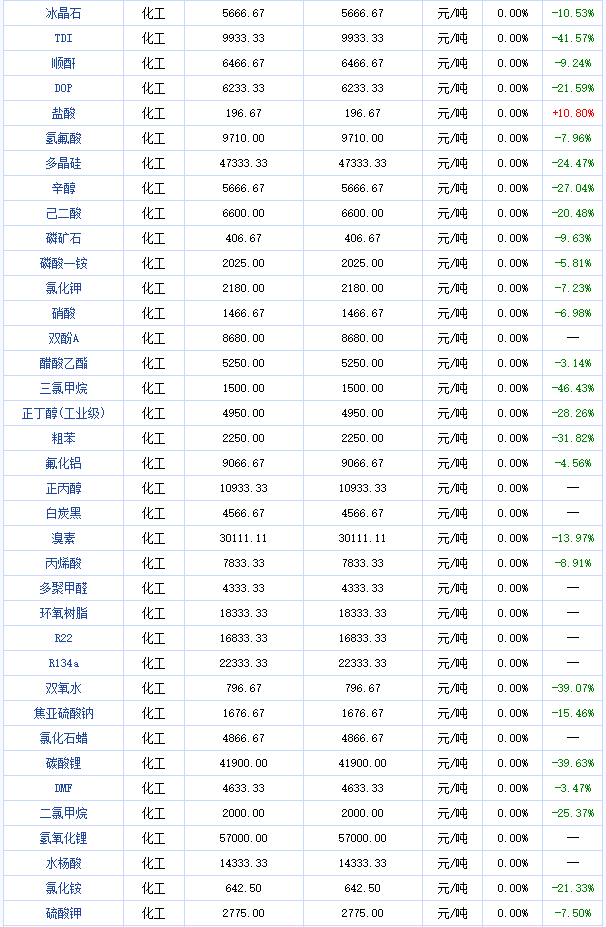 冰晶石 化工 5666.67 5666.67 元/吨 0.00% -10.53%
TDI 化工 9933.33 9933.33 元/吨 0.00% -41.57%
顺酐 化工 6466.67 6466.67 元/吨 0.00% -9.24%
DOP 化工 6233.33 6233.33 元/吨 0.00% -21.59%
盐酸 化工 196.67 196.67 元/吨 0.00% +10.80%
氢氟酸 化工 9710.00 9710.00 元/吨 0.00% -7.96%
多晶硅 化工 47333.33 47333.33 元/吨 0.00% -24.47%
辛醇 化工 5666.67 5666.67 元/吨 0.00% -27.04%
己二酸 化工 6600.00 6600.00 元/吨 0.00% -20.48%
磷矿石 化工 406.67 406.67 元/吨 0.00% -9.63%
磷酸一铵 化工 2025.00 2025.00 元/吨 0.00% -5.81%
氯化钾 化工 2180.00 2180.00 元/吨 0.00% -7.23%
硝酸 化工 1466.67 1466.67 元/吨 0.00% -6.98%
双酚A 化工 8680.00 8680.00 元/吨 0.00% —
醋酸乙酯 化工 5250.00 5250.00 元/吨 0.00% -3.14%
三氯甲烷 化工 1500.00 1500.00 元/吨 0.00% -46.43%
正丁醇(工业级) 化工 4950.00 4950.00 元/吨 0.00% -28.26%
粗苯 化工 2250.00 2250.00 元/吨 0.00% -31.82%
氟化铝 化工 9066.67 9066.67 元/吨 0.00% -4.56%
正丙醇 化工 10933.33 10933.33 元/吨 0.00% —
白炭黑 化工 4566.67 4566.67 元/吨 0.00% —
溴素 化工 30111.11 30111.11 元/吨 0.00% -13.97%
丙烯酸 化工 7833.33 7833.33 元/吨 0.00% -8.91%
多聚甲醛 化工 4333.33 4333.33 元/吨 0.00% —
环氧树脂 化工 18333.33 18333.33 元/吨 0.00% —
R22 化工 16833.33 16833.33 元/吨 0.00% —
R134a 化工 22333.33 22333.33 元/吨 0.00% —
双氧水 化工 796.67 796.67 元/吨 0.00% -39.07%
焦亚硫酸钠 化工 1676.67 1676.67 元/吨 0.00% -15.46%
氯化石蜡 化工 4866.67 4866.67 元/吨 0.00% —
碳酸锂 化工 41900.00 41900.00 元/吨 0.00% -39.63%
DMF 化工 4633.33 4633.33 元/吨 0.00% -3.47%
二氯甲烷 化工 2000.00 2000.00 元/吨 0.00% -25.37%
氢氧化锂 化工 57000.00 57000.00 元/吨 0.00% —
水杨酸 化工 14333.33 14333.33 元/吨 0.00% —
氯化铵 化工 642.50 642.50 元/吨 0.00% -21.33%
硫酸钾 化工 2775.00 2775.00 元/吨 0.00% -7.50%